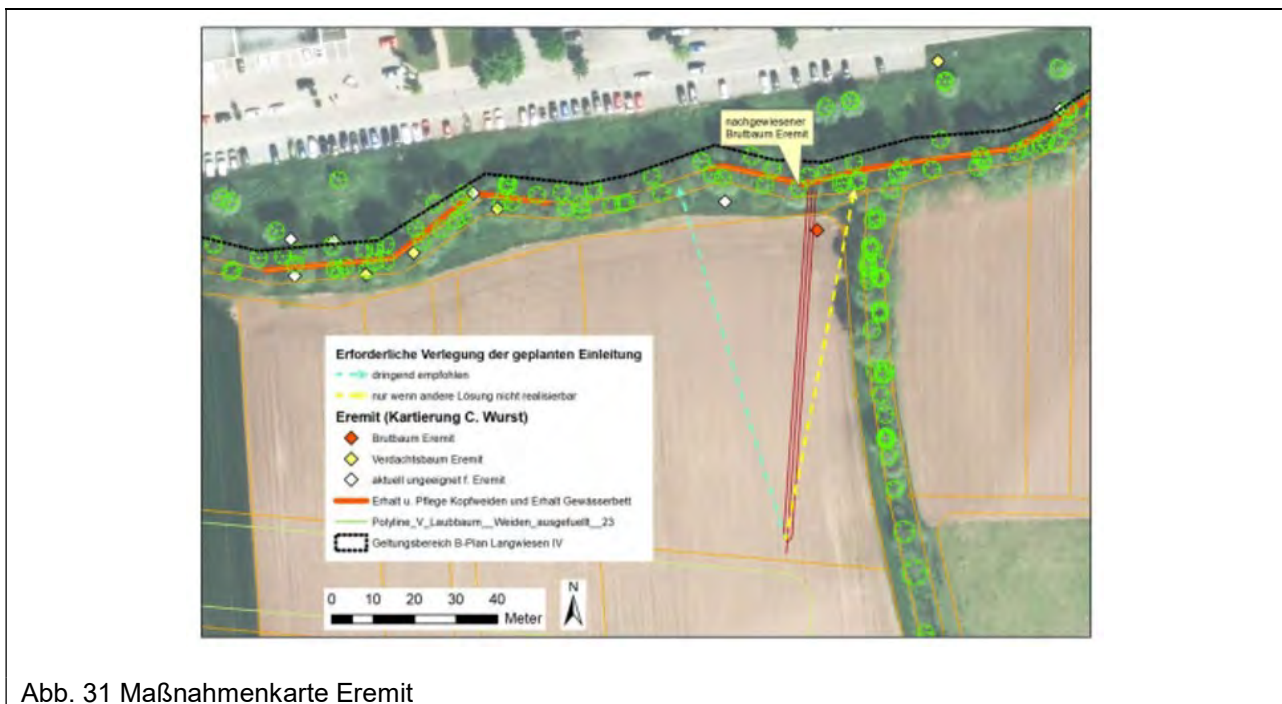 nachgewiesener
Brutbaum Eremit
Erforderliche Verlegung der geplanten Einleitung
dringend empfohlen
nur wenn andere Lösung nicht realisierbar
Eremit (Kartierung C. Wurst)
Brutbaum Eremit
Verdachtsbaum Eremit
aktuell ungeeignet f. Eremit
Erhalt u. Pflege Kopfweiden und Erhalt Gewässerbett
Polyline_V_Laubbaum__Weiden_ausgefuellt__23
Geltungsbereich B-Plan Langwiesen IV
0 10 20 30 40
Meter
N
Abb. 31 Maßnahmenkarte Eremit